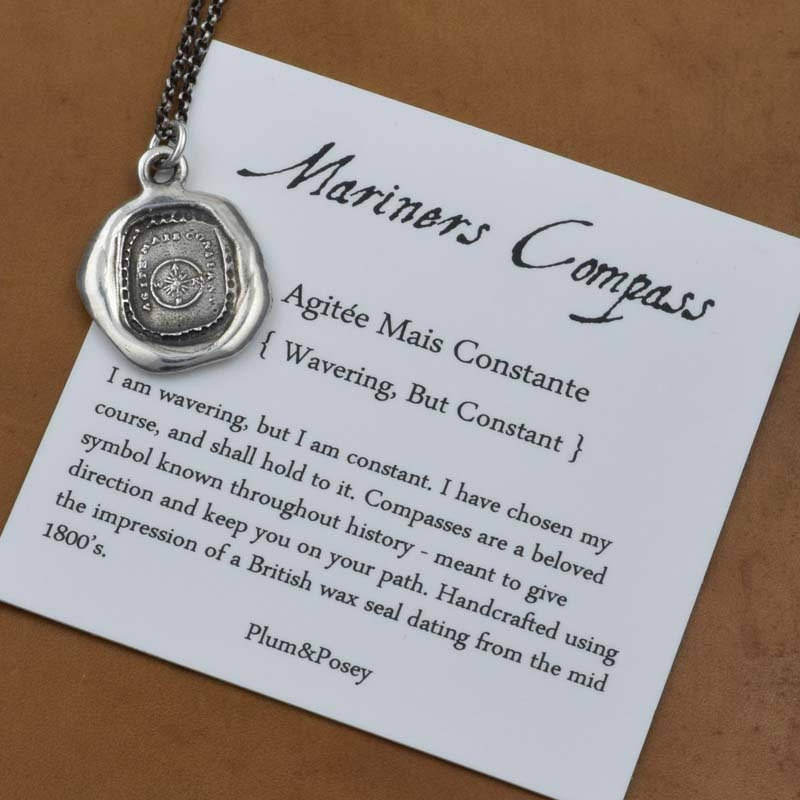 Mariners Compass
Agitée Mais Constante
{ Wavering, But Constant }
I am wavering, but I am constant. I have chosen my
course, and shall hold to it. Compasses are a beloved
symbol known throughout history - meant to give
direction and keep you on your path. Handcrafted using
the impression of a British wax seal dating from the mid
1800's.
Plum&Posey